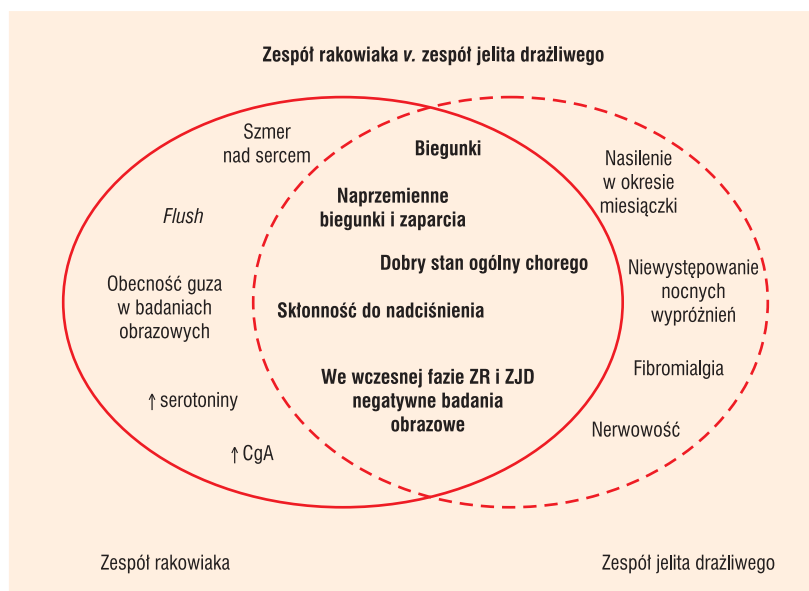 Zespół rakowiaka v. zespół jelita drażliwego
Szmer
nad sercem
Flush
Obecność guza
w badaniach
obrazowych
↑ serotoniny
↑ CgA
Biegunki
Naprzemienne
biegunki i zaparcia
Dobry stan ogólny chorego
Skłonność do nadciśnienia
We wczesnej fazie ZR i ZJD
negatywne badania
obrazowe
Nasilenie
w okresie
miesiączki
Niewystępowanie
nocnych
wypróżnień
Fibromialgia
Nerwowość
Zespół rakowiaka
Zespół jelita drażliwego